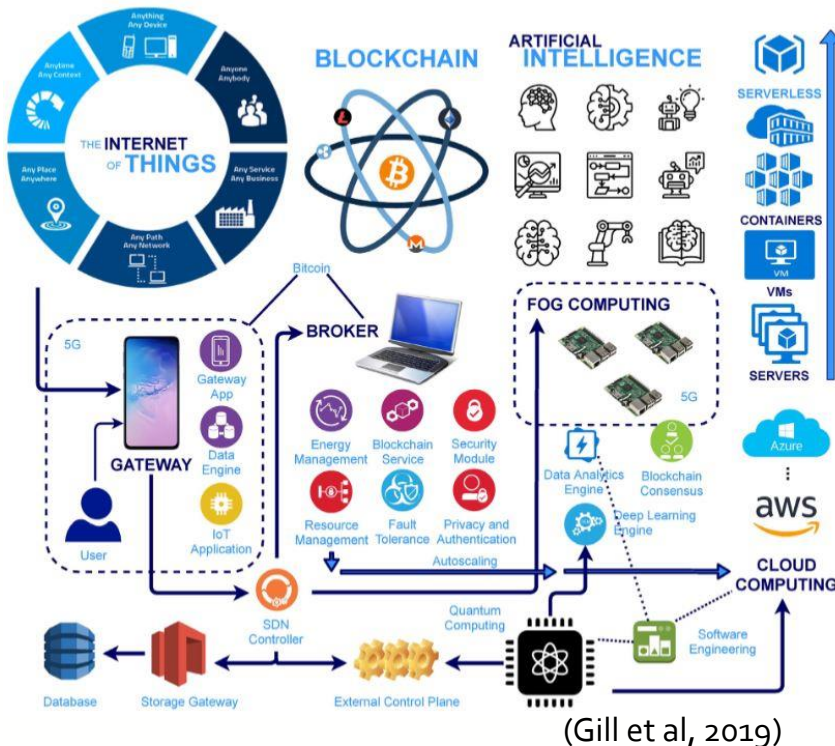 Anything
Any Device
Anytime
Any Context
Anyone
Anybody
THE INTERNET
OF THINGS
Any Place
Anywhere
Any Service
Any Business
Any Path
Any Network
BLOCKCHAIN
ARTIFICIAL
INTELLIGENCE
SERVERLESS
CONTAINERS
VM
VMs
SERVERS
Bitcoin
5G
Gateway
App
Data
Engine
IoT
Application
GATEWAY
User
BROKER
Energy
Management
Blockchain
Service
Security
Module
Resource
Management
Fault
Tolerance
Privacy and
Authentication
Autoscaling
FOG COMPUTING
5G
Data Analytics
Engine
Blockchain
Consensus
Deep Learning
Engine
Azure
aws
CLOUD
COMPUTING
SDN
Controller
Quantum
Computing
Software
Engineering
Database
Storage Gateway
External Control Plane
(Gill et al, 2019)